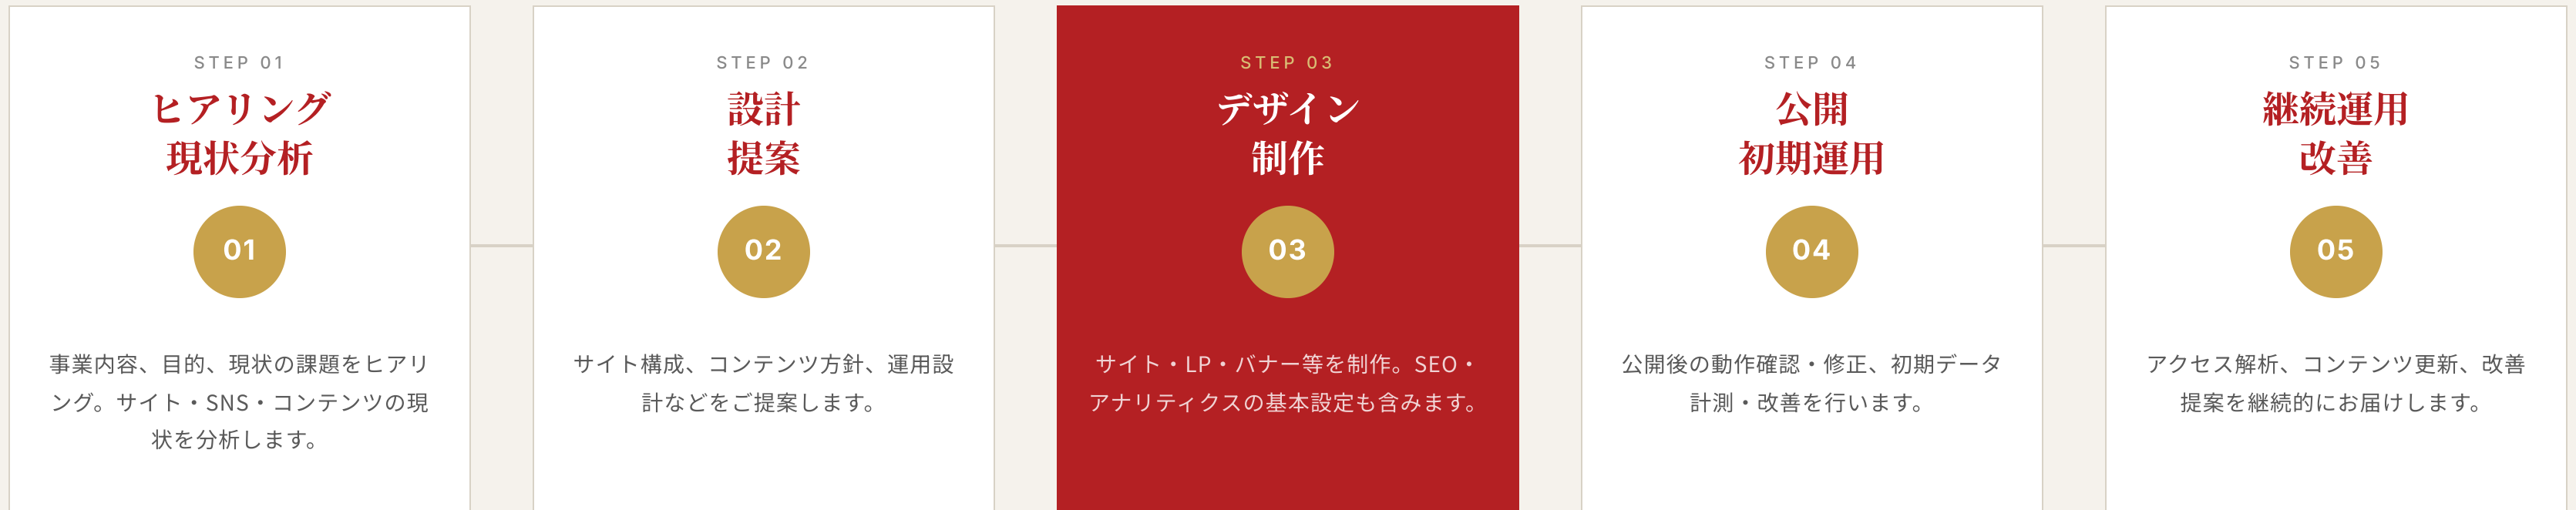 STEP 01
ヒアリング
現状分析
01
事業内容、目的、現状の課題をヒアリ
ング。サイト・SNS・コンテンツの現
状を分析します。
STEP 02
設計
提案
02
サイト構成、コンテンツ方針、運用設
計などをご提案します。
STEP 03
デザイン
制作
03
サイト・LP・バナー等を制作。SEO・
アナリティクスの基本設定も含みます。
STEP 04
公開
初期運用
04
公開後の動作確認・修正、初期データ
計測・改善を行います。
STEP 05
継続運用
改善
05
アクセス解析、コンテンツ更新、改善
提案を継続的にお届けします。